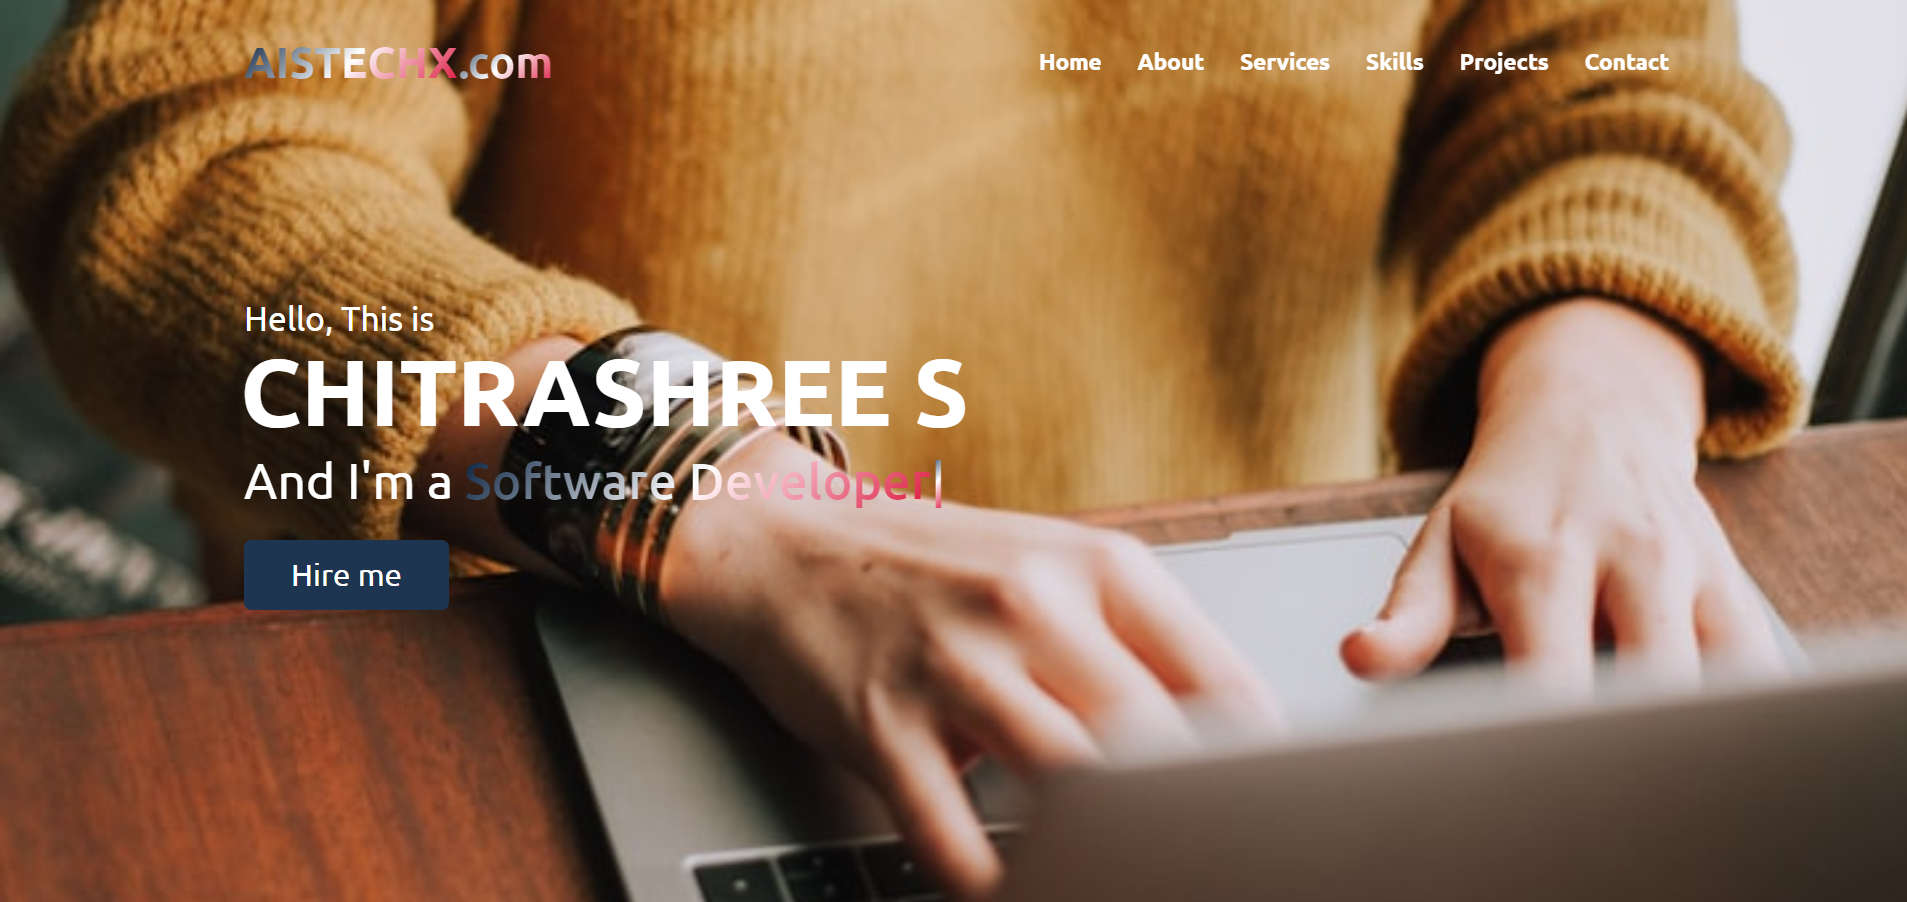 AISTECHX.com
Home About Services Skills Projects Contact
Hello, This is
CHITRASHREE S
And I'm a Software Developer|
Hire me